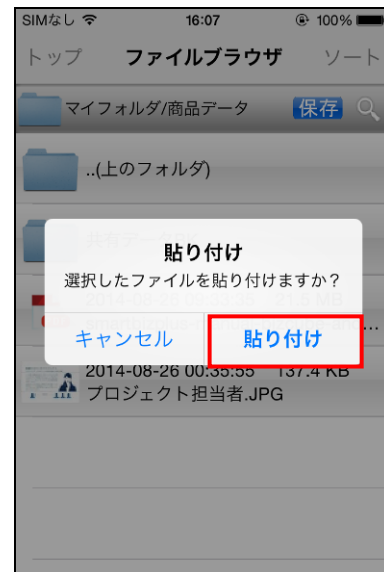 SIMなし 16:07 100%
トップ ファイルブラウザ ソート
マイフォルダ/商品データ 保存
..(上のフォルダ)
貼り付け
選択したファイルを貼り付けますか？
キャンセル 貼り付け
2014-08-26 00:35:55 137.4 KB
プロジェクト担当者.JPG